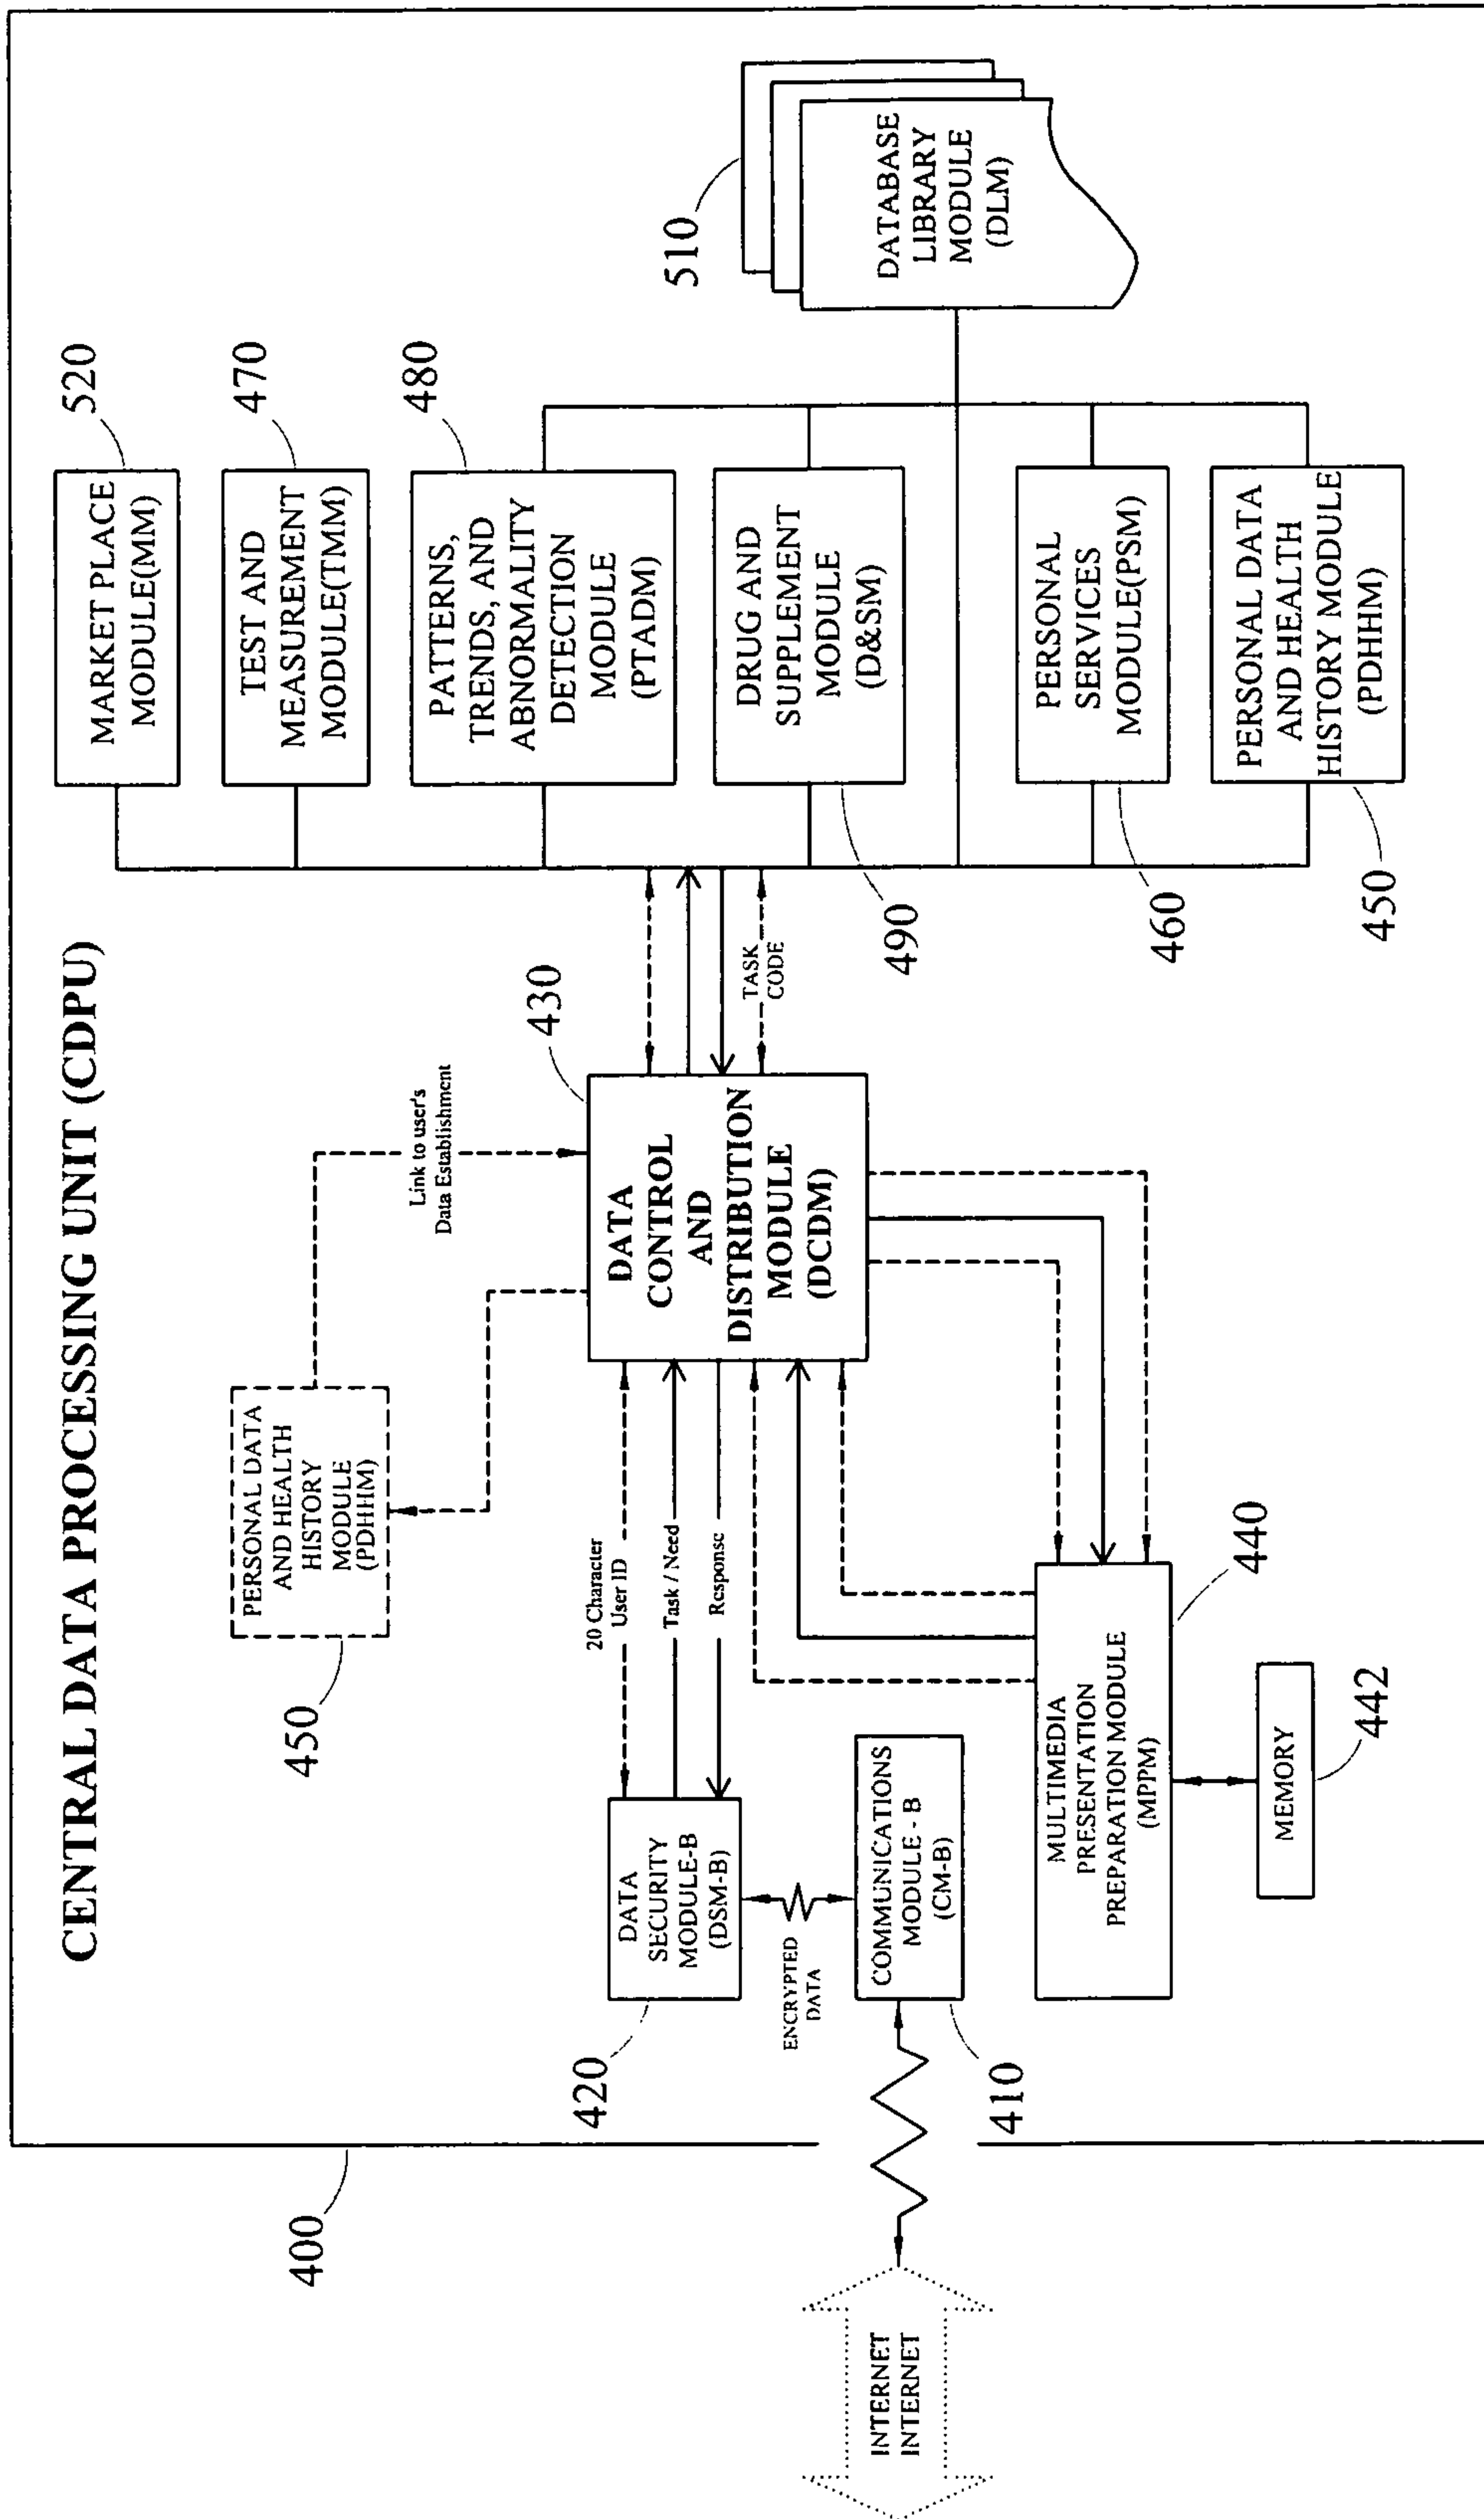 CENTRAL DATA PROCESSING UNIT (CDPU)
400
INTERNET
INTERNET
450
PERSONAL DATA
AND HEALTH
HISTORY
MODULE
(PDHHM)
Link to user's
Data Establishment
420
DATA
SECURITY
MODULE-B
(DSM-B)
20 Character
User ID
Task / Need
Response
ENCRYPTED
DATA
410
COMMUNICATIONS
MODULE - B
(CM-B)
430
DATA
CONTROL
AND
DISTRIBUTION
MODULE
(DCDM)
TASK
CODE
440
MULTIMEDIA
PRESENTATION
PREPARATION MODULE
(MPPM)
MEMORY
442
520
MARKET PLACE
MODULE(MM)
470
TEST AND
MEASUREMENT
MODULE(TMM)
480
PATTERNS,
TRENDS, AND
ABNORMALITY
DETECTION
MODULE
(PTADM)
490
DRUG AND
SUPPLEMENT
MODULE
(D&SM)
460
PERSONAL
SERVICES
MODULE(PSM)
450
PERSONAL DATA
AND HEALTH
HISTORY MODULE
(PDHHM)
510
DATABASE
LIBRARY
MODULE
(DLM)